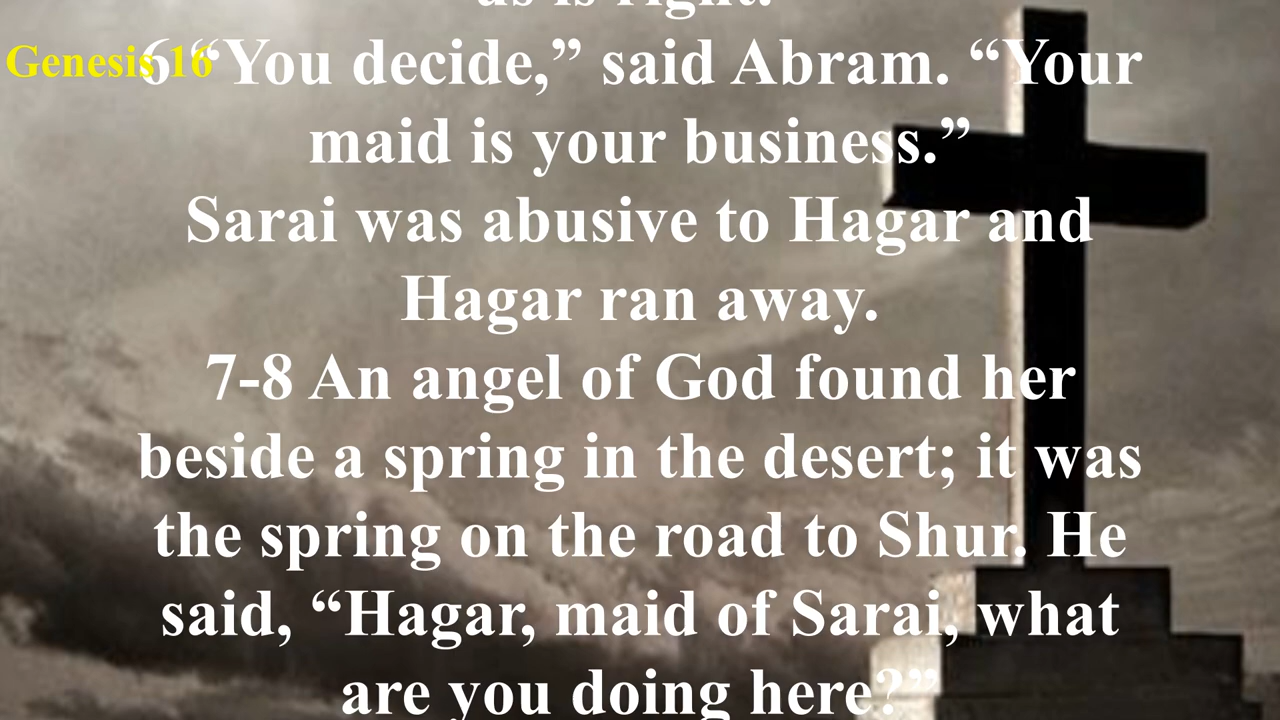 us is right.”
Genesis 16
6 “You decide,” said Abram. “Your
maid is your business.”
Sarai was abusive to Hagar and
Hagar ran away.
7-8 An angel of God found her
beside a spring in the desert; it was
the spring on the road to Shur. He
said, “Hagar, maid of Sarai, what
are you doing here?”